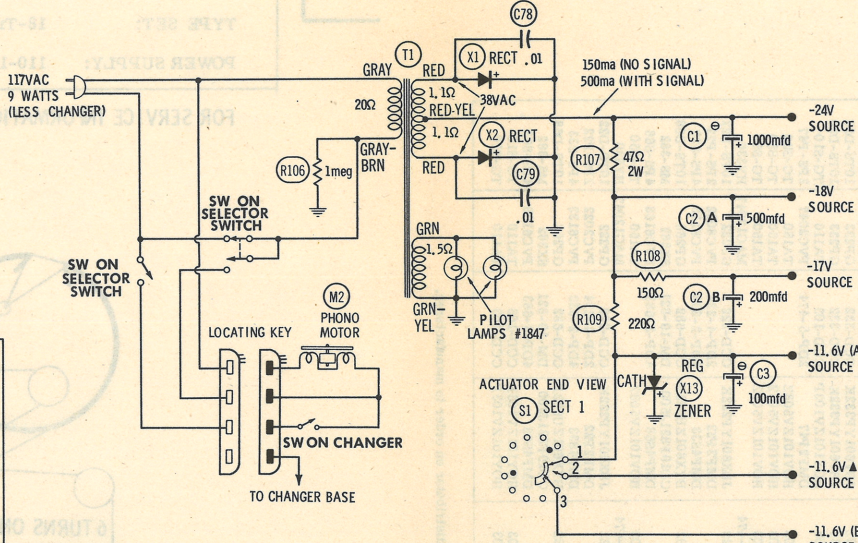 C78
X1 RECT .01
T1
GRAY
RED
117VAC
9 WATTS
(LESS CHANGER)
20Ω
1.1Ω
RED-YEL
1.1Ω
38VAC
150ma (NO SIGNAL)
500ma (WITH SIGNAL)
-24V
SOURCE
C1
1000mfd
X2 RECT
GRAY-
BRN
RED
R106
1meg
C79
.01
R107
47Ω
2W
-18V
SOURCE
C2 A
500mfd
SW ON
SELECTOR
SWITCH
SW ON
SELECTOR
SWITCH
GRN
1.5Ω
GRN-
YEL
PILOT
LAMPS #1847
R108
150Ω
-17V
SOURCE
C2 B
200mfd
R109
220Ω
M2
PHONO
MOTOR
LOCATING KEY
SW ON CHANGER
TO CHANGER BASE
-11.6V (A
SOURCE
CATH
REG
X13
ZENER
C3
100mfd
ACTUATOR END VIEW
S1 SECT 1
1
2
3
-11.6V ▲
SOURCE
-11.6V (B
TYPE SET:
POWER SUPPLY:
FOR SERVICE
6 TURNS ON